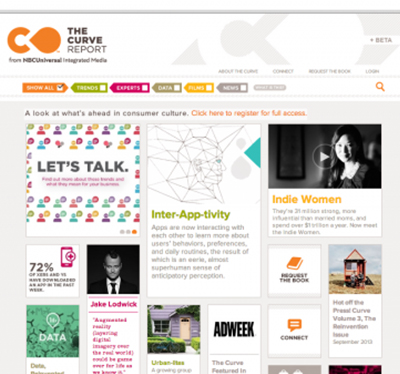 THE
CURVE
REPORT
from NBCUniversal Integrated Media
+ BETA
ABOUT THE CURVE
CONNECT
REQUEST THE BOOK
LOGIN
SHOW ALL
TRENDS
EXPERTS
DATA
FILMS
NEWS
A look at what's ahead in consumer culture. Click here to register for full access.
LET'S TALK.
Find out more about those trends and
what they mean for your business.
Inter-App-tivity
Apps are now interacting with
each other to learn more about
users' behaviors, preferences,
and daily routines, the result of
which is an eerie, almost
superhuman sense of
anticipatory perception.
Indie Women
They're 31 million strong, more
influential than married moms, and
spend over $1 trillion a year. Now meet
the Indie Women.
72%
OF GENX AND YS
HAVE DOWNLOADED
AN APP IN THE PAST
WEEK.
Jake Lodwick
"Augmented
reality
(layering
digital
imagery over
the real world)
could be game
over for life as
we know it."
REQUEST
THE BOOK
Hot off the
Press! Curve
Volume 3, The
Reinvention
Issue
September 2013
DATA
Data,
Urban-ites
A growing group
ADWEEK
The Curve
Featured in
CONNECT